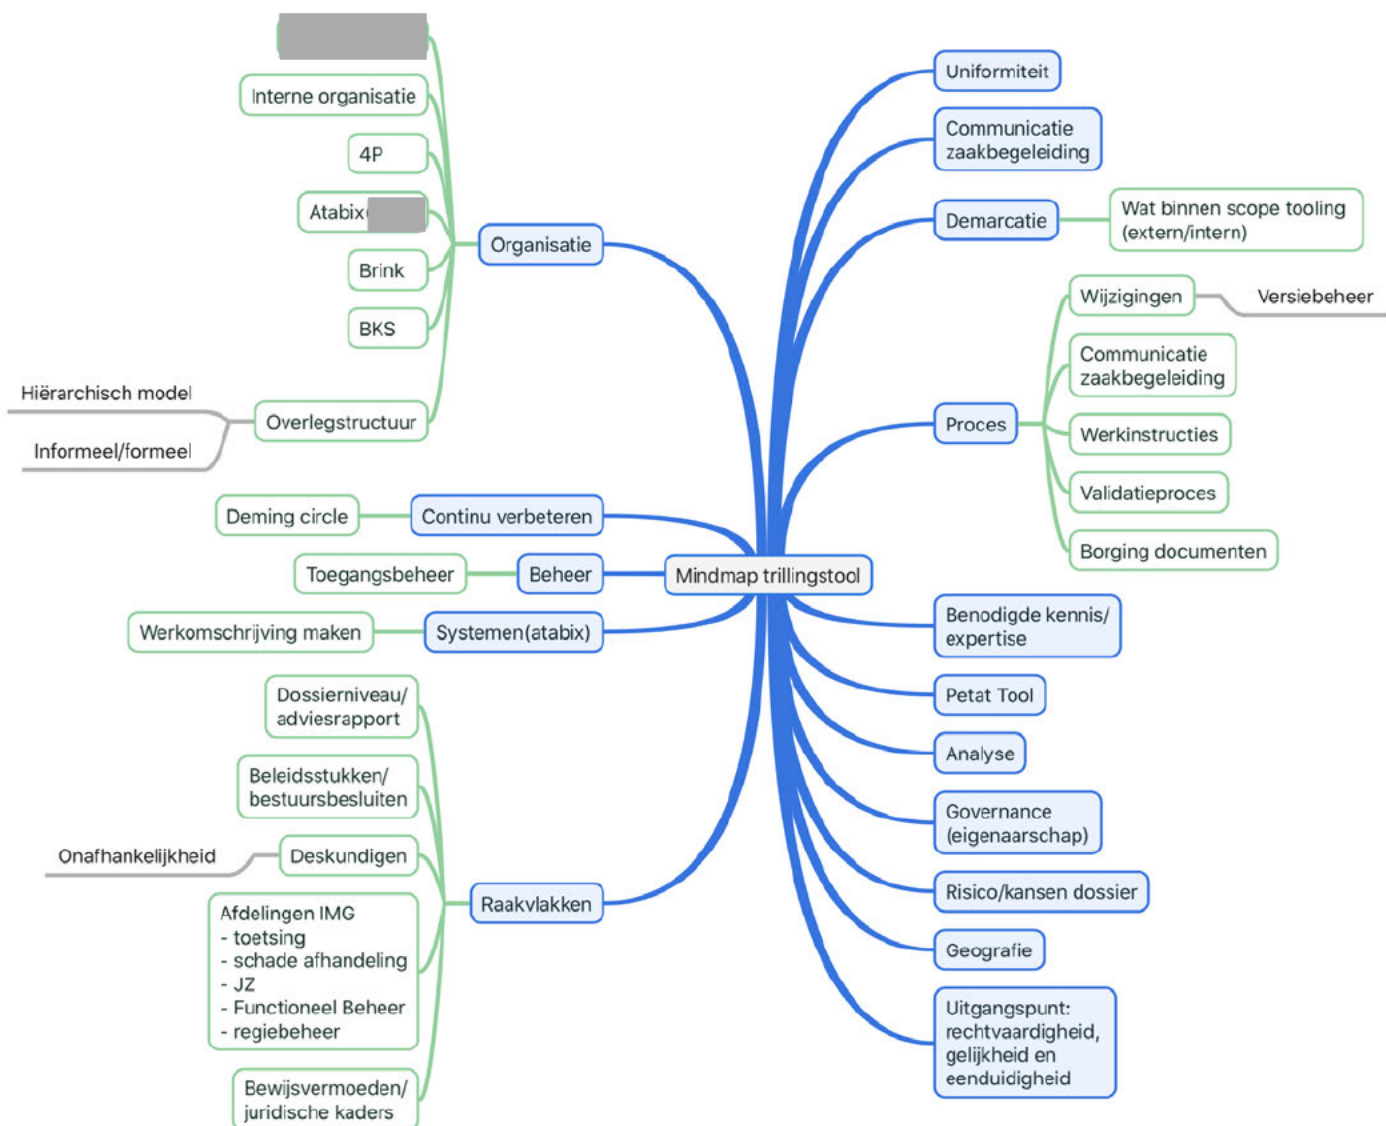 Interne organisatie
4P
Atabix(
Brink
BKS
Overlegstructuur
Hiërarchisch model
Informeel/formeel
Organisatie
Deming circle
Continu verbeteren
Toegangsbeheer
Beheer
Werkomschrijving maken
Systemen(atabix)
Dossierniveau/
adviesrapport
Beleidsstukken/
bestuursbesluiten
Onafhankelijkheid
Deskundigen
Afdelingen IMG
- toetsing
- schade afhandeling
- JZ
- Functioneel Beheer
- regiebeheer
Bewijsvermoeden/
juridische kaders
Raakvlakken
Mindmap trillingstool
Uniformiteit
Communicatie
zaakbegeleiding
Demarcatie
Wat binnen scope tooling
(extern/intern)
Proces
Wijzigingen
Versiebeheer
Communicatie
zaakbegeleiding
Werkinstructies
Validatieproces
Borging documenten
Benodigde kennis/
expertise
Petat Tool
Analyse
Governance
(eigenaarschap)
Risico/kansen dossier
Geografie
Uitgangspunt:
rechtvaardigheid,
gelijkheid en
eenduidigheid